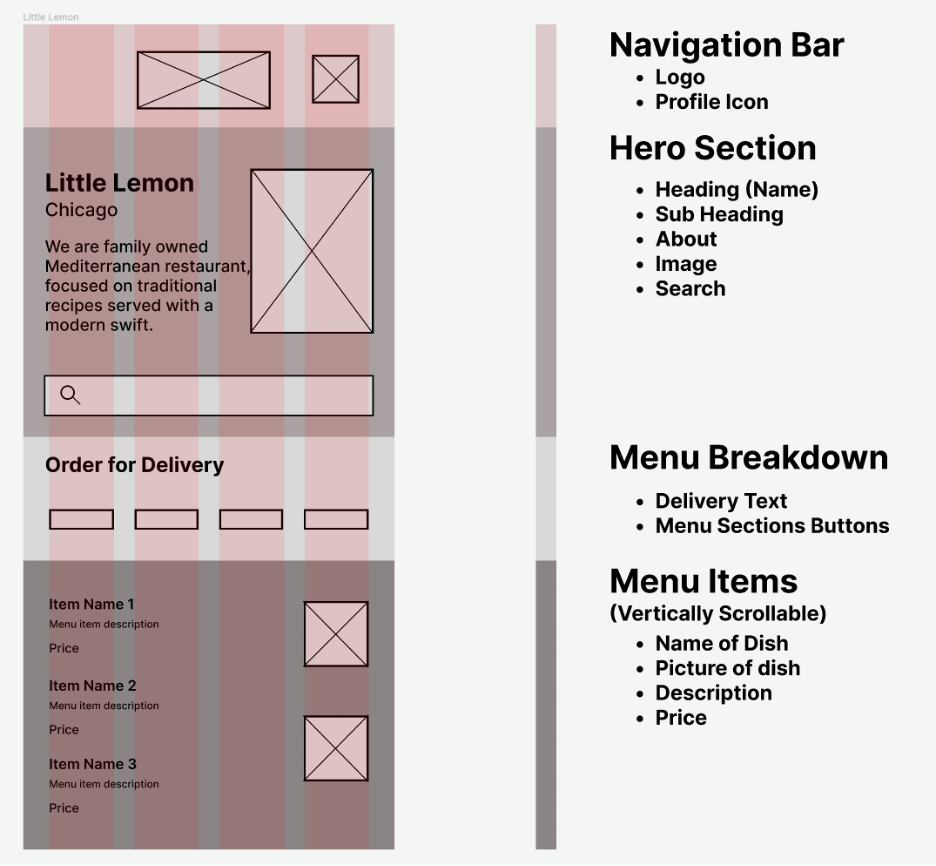 Little Lemon
Little Lemon
Chicago
We are family owned
Mediterranean restaurant,
focused on traditional
recipes served with a
modern swift.
Order for Delivery
Item Name 1
Menu item description
Price
Item Name 2
Menu item description
Price
Item Name 3
Menu item description
Price
Navigation Bar
• Logo
• Profile Icon
Hero Section
• Heading (Name)
• Sub Heading
• About
• Image
• Search
Menu Breakdown
• Delivery Text
• Menu Sections Buttons
Menu Items
(Vertically Scrollable)
• Name of Dish
• Picture of dish
• Description
• Price